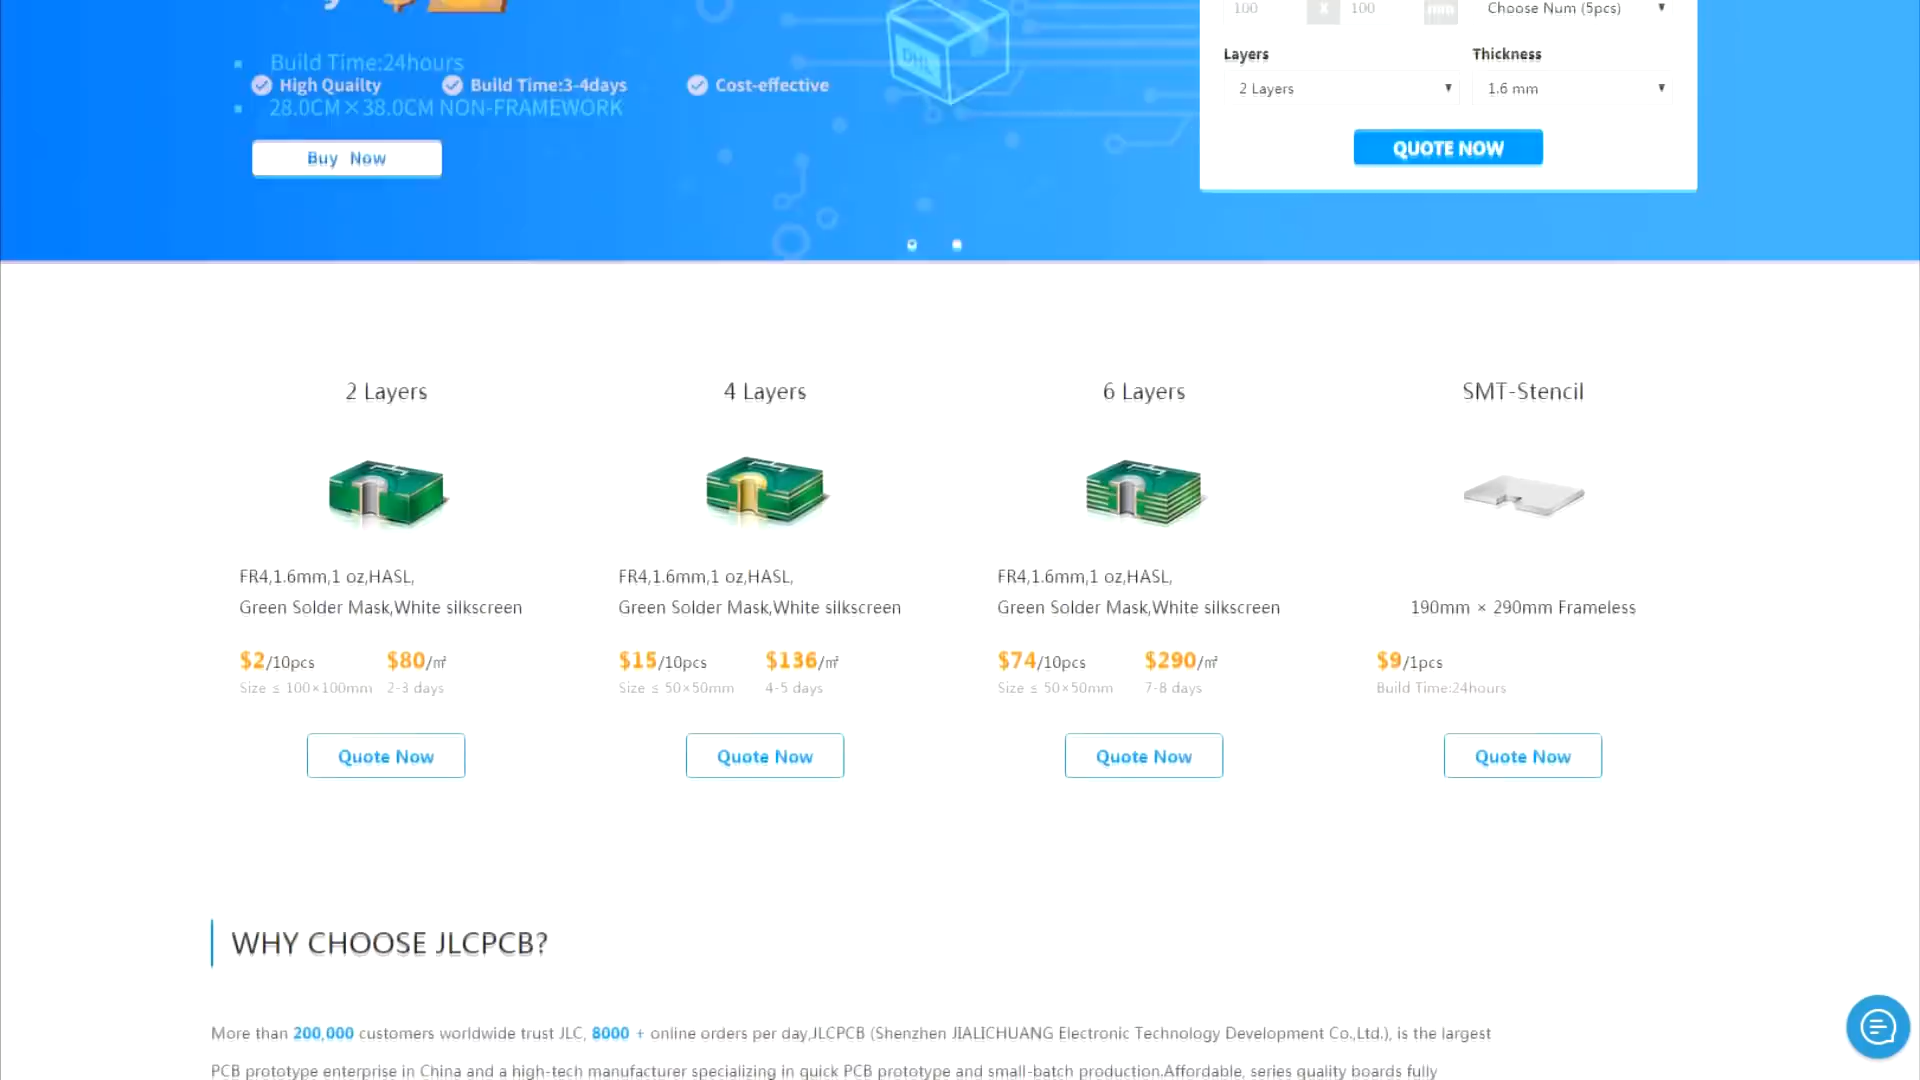 100 X 100 mm Choose Num (5pcs)
Layers Thickness
2 Layers 1.6 mm
QUOTE NOW
Build Time:24hours
High Quailty Build Time:3-4days Cost-effective
28.0CM×38.0CM NON-FRAMEWORK
Buy Now
DHL
2 Layers
FR4,1.6mm,1 oz,HASL,
Green Solder Mask,White silkscreen
$2/10pcs $80/㎡
Size ≤ 100×100mm 2-3 days
Quote Now
4 Layers
FR4,1.6mm,1 oz,HASL,
Green Solder Mask,White silkscreen
$15/10pcs $136/㎡
Size ≤ 50×50mm 4-5 days
Quote Now
6 Layers
FR4,1.6mm,1 oz,HASL,
Green Solder Mask,White silkscreen
$74/10pcs $290/㎡
Size ≤ 50×50mm 7-8 days
Quote Now
SMT-Stencil
190mm × 290mm Frameless
$9/1pcs
Build Time:24hours
Quote Now
WHY CHOOSE JLCPCB?
More than 200,000 customers worldwide trust JLC, 8000 + online orders per day,JLCPCB (Shenzhen JIALICHUANG Electronic Technology Development Co.,Ltd.), is the largest
PCB prototype enterprise in China and a high-tech manufacturer specializing in quick PCB prototype and small-batch production.Affordable, series quality boards fully